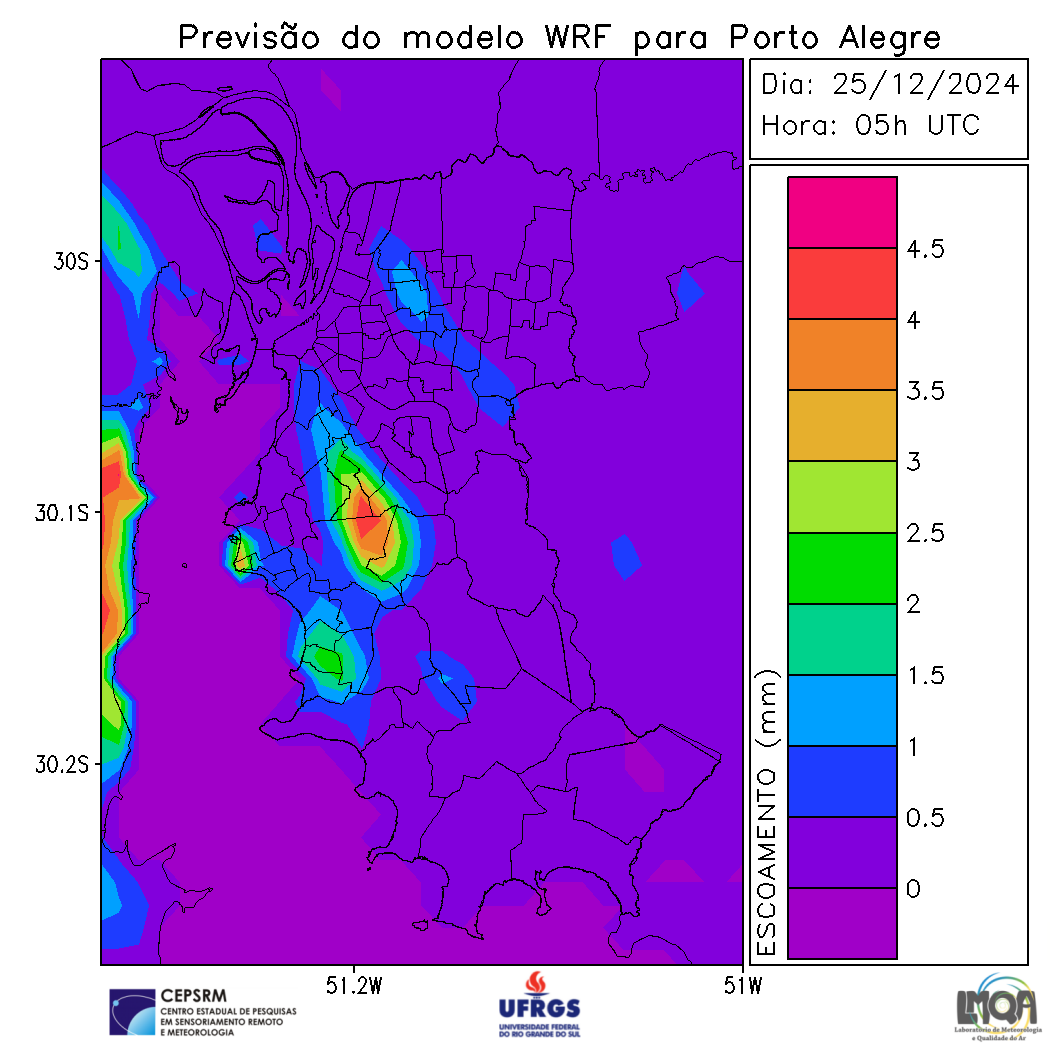 Previsão do modelo WRF para Porto Alegre
Dia: 25/12/2024
Hora: 05h UTC
30S
30.1S
30.2S
51.2W
51W
ESCOAMENTO (mm)
4.5
4
3.5
3
2.5
2
1.5
1
0.5
0
CEPSRM
CENTRO ESTADUAL DE PESQUISAS
EM SENSORIAMENTO REMOTO
E METEOROLOGIA
UFRGS
UNIVERSIDADE FEDERAL
DO RIO GRANDE DO SUL
LMQA
Laboratório de Meteorologia
e Qualidade do Ar